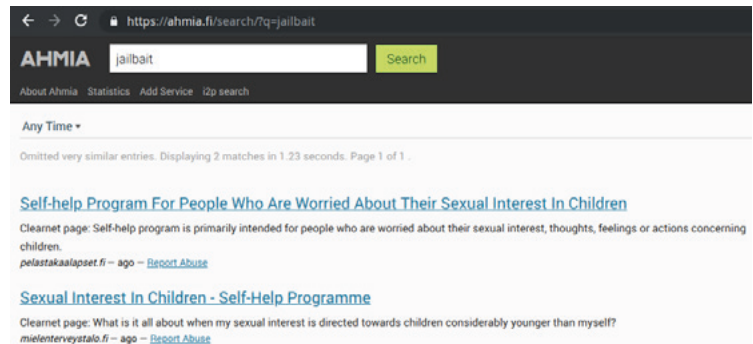 https://ahmia.fi/search/?q=jailbait
AHMIA jailbait Search
About Ahmia Statistics Add Service i2p search
Any Time
Omitted very similar entries. Displaying 2 matches in 1.23 seconds. Page 1 of 1 .
Self-help Program For People Who Are Worried About Their Sexual Interest In Children
Clearnet page: Self-help program is primarily intended for people who are worried about their sexual interest, thoughts, feelings or actions concerning
children.
pelastakaalapset.fi — ago — Report Abuse
Sexual Interest In Children - Self-Help Programme
Clearnet page: What is it all about when my sexual interest is directed towards children considerably younger than myself?
mielenterveystalo.fi — ago — Report Abuse